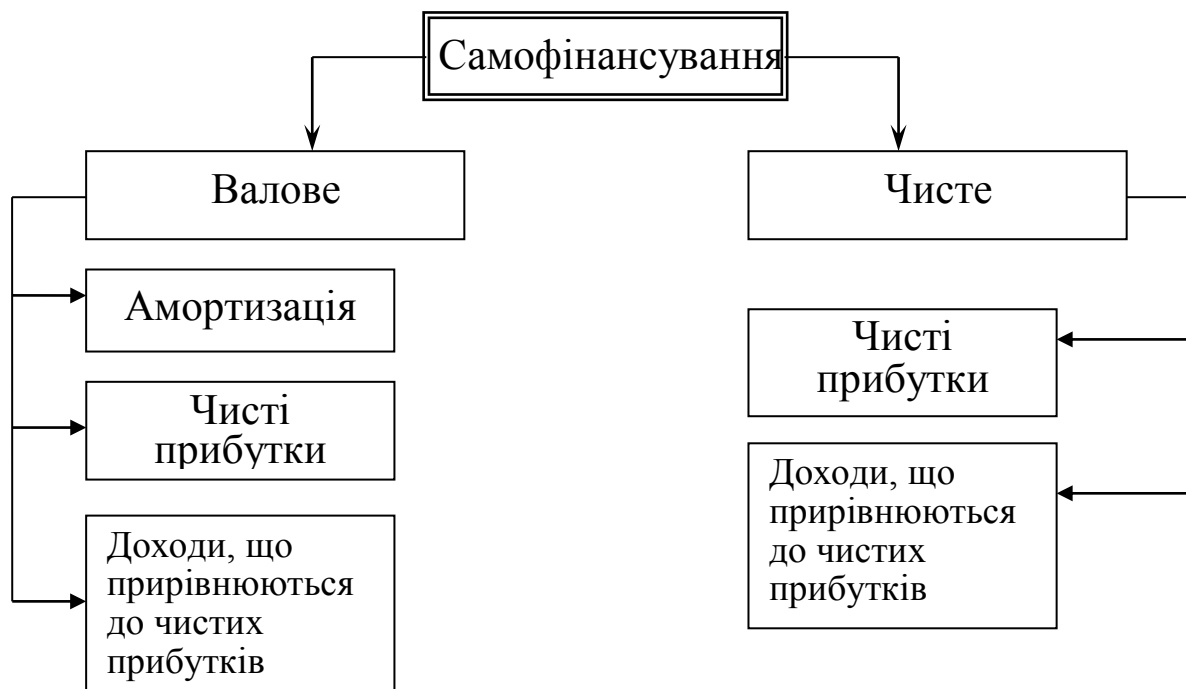 Самофінансування
Валове
Чисте
Амортизація
Чисті
прибутки
Доходи, що
прирівнюються
до чистих
прибутків
Чисті
прибутки
Доходи, що
прирівнюються
до чистих
прибутків